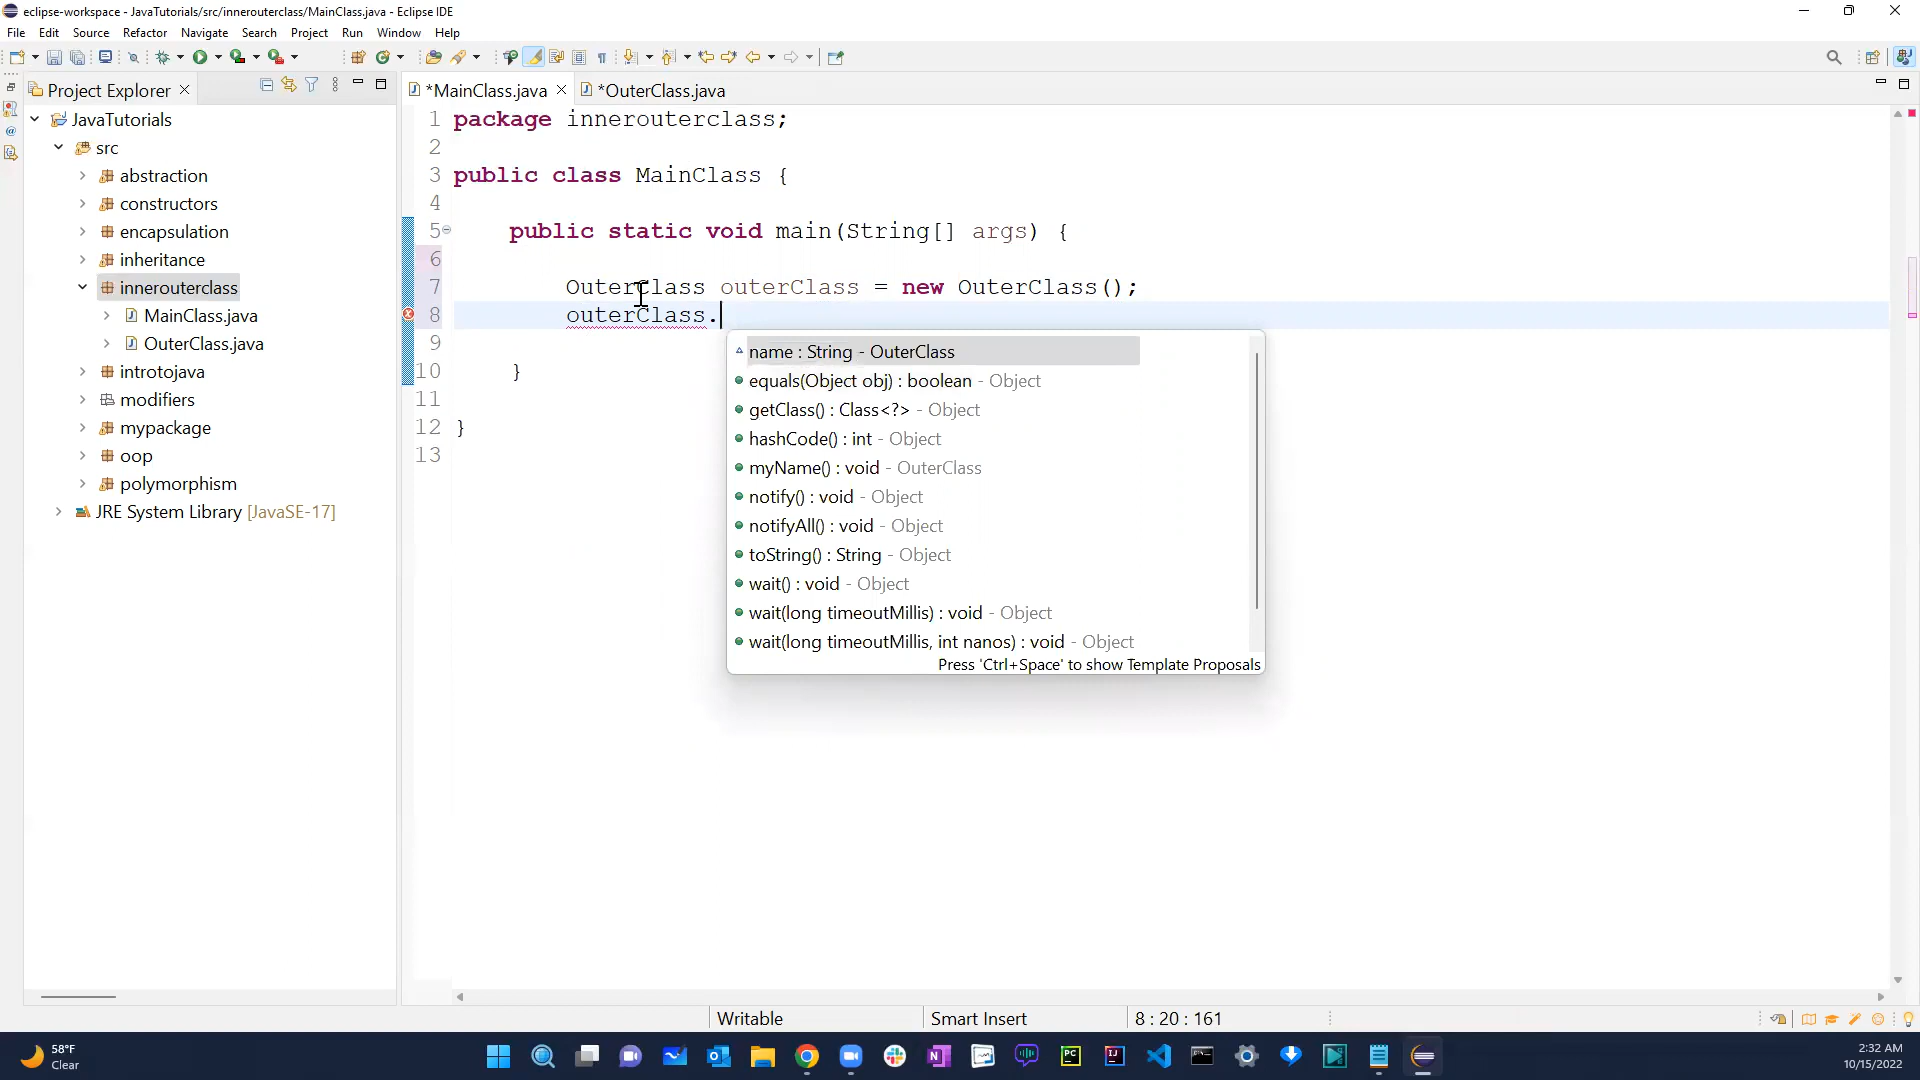 eclipse-workspace - JavaTutorials/src/innerouterclass/MainClass.java - Eclipse IDE
File Edit Source Refactor Navigate Search Project Run Window Help
Project Explorer
*MainClass.java
*OuterClass.java
JavaTutorials
src
abstraction
constructors
encapsulation
inheritance
innerouterclass
MainClass.java
OuterClass.java
introtojava
modifiers
mypackage
oop
polymorphism
JRE System Library [JavaSE-17]
1 package innerouterclass;
2
3 public class MainClass {
4
5 public static void main(String[] args) {
6
7 OuterClass outerClass = new OuterClass();
8 outerClass.
9
10 }
11
12 }
13
name : String - OuterClass
equals(Object obj) : boolean - Object
getClass() : Class<?> - Object
hashCode() : int - Object
myName() : void - OuterClass
notify() : void - Object
notifyAll() : void - Object
toString() : String - Object
wait() : void - Object
wait(long timeoutMillis) : void - Object
wait(long timeoutMillis, int nanos) : void - Object
Press 'Ctrl+Space' to show Template Proposals
Writable
Smart Insert
8 : 20 : 161
58°F
Clear
2:32 AM
10/15/2022